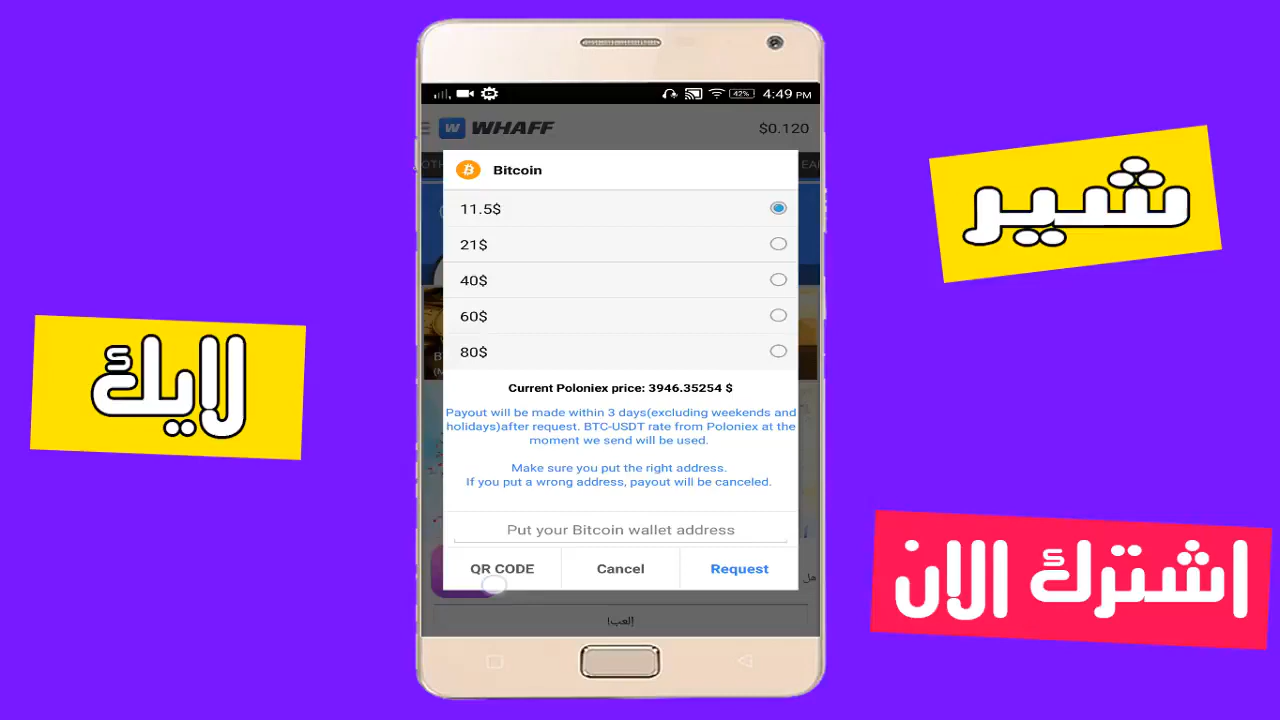 4:49 PM
42%
W WHAFF
$0.120
Bitcoin
11.5$
21$
40$
60$
80$
Current Poloniex price: 3946.35254 $
Payout will be made within 3 days(excluding weekends and
holidays)after request. BTC-USDT rate from Poloniex at the
moment we send will be used.
Make sure you put the right address.
If you put a wrong address, payout will be canceled.
Put your Bitcoin wallet address
QR CODE
Cancel
Request
هل
إلعب!
شير
لايك
اشترك الان